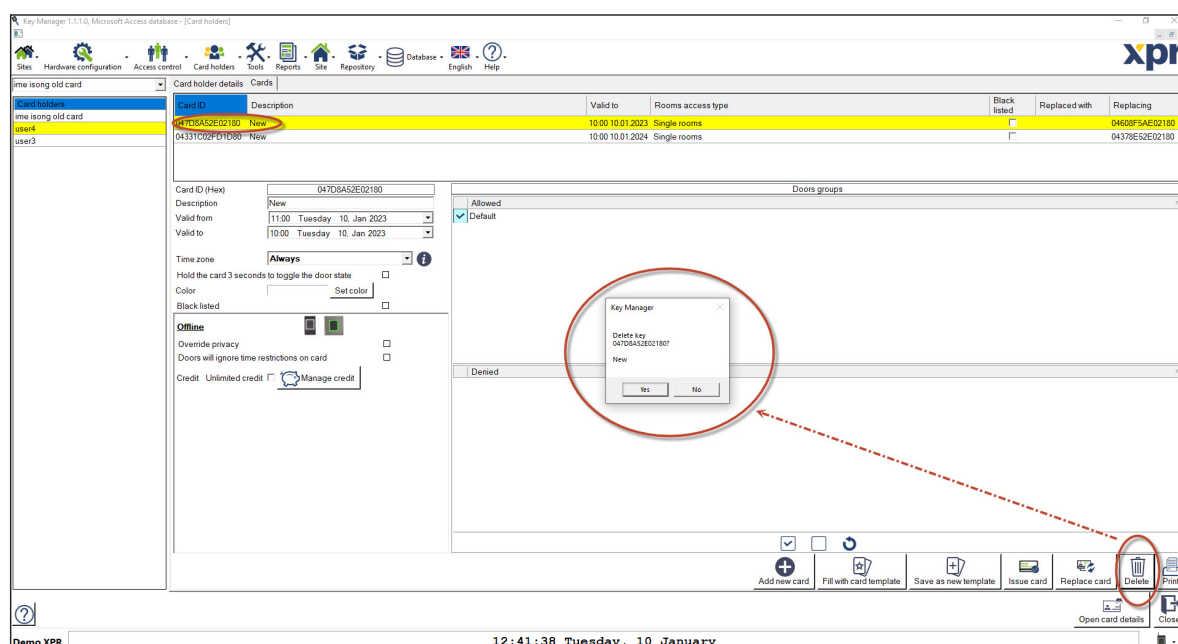 Key Manager 1.1.1.0, Microsoft Access database - [Card holders]
Sites Hardware configuration Access control Card holders Tools Reports Site Repository Database English Help
xpr
ime isong old card Card holder details Cards
Card holders
ime isong old card
user4
user3
Card ID Description Valid to Rooms access type Black listed Replaced with Replacing
047D8A52E02180 New 10:00 10.01.2023 Single rooms 04608F5AE02180
04331C02FD1D80 New 10:00 10.01.2024 Single rooms 04378E52E02180
Card ID (Hex) 047D8A52E02180
Description New
Valid from 11:00 Tuesday 10, Jan 2023
Valid to 10:00 Tuesday 10, Jan 2023
Time zone Always
Hold the card 3 seconds to toggle the door state
Color Set color
Black listed
Offline
Override privacy
Doors will ignore time restrictions on card
Credit Unlimited credit Manage credit
Doors groups
Allowed
Default
Key Manager
Delete key
047D8A52E02180?
New
Yes No
Denied
Add new card Fill with card template Save as new template Issue card Replace card Delete Print
Open card details Close
Demo XPR 12:41:38 Tuesday, 10 January